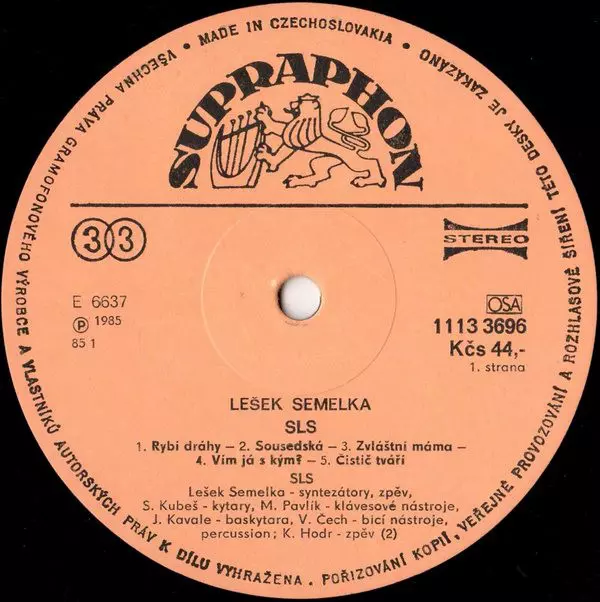 VŠECHNA PRÁVA GRAMOFONOVÉHO VÝROBCE A VLASTNÍKŮ AUTORSKÝCH PRÁV K DÍLU VYHRAŽENA. POŘIZOVÁNÍ KOPIÍ, VEŘEJNÉ PROVOZOVÁNÍ A ROZHLASOVÉ ŠÍŘENÍ TÉTO DESKY JE ZAKÁZÁNO
• MADE IN CZECHOSLOVAKIA •
SUPRAPHON
33
STEREO
E 6637
℗ 1985
85 1
OSA
1113 3696
Kčs 44,-
1. strana
LEŠEK SEMELKA
SLS
1. Rybí dráhy – 2. Sousedská – 3. Zvláštní máma –
4. Vím já s kým? – 5. Čistič tváří
SLS
Lešek Semelka - syntezátory, zpěv,
S. Kubeš - kytary, M. Pavlík - klávesové nástroje,
J. Kavale - baskytara, V. Čech - bicí nástroje,
percussion; K. Hodr - zpěv (2)